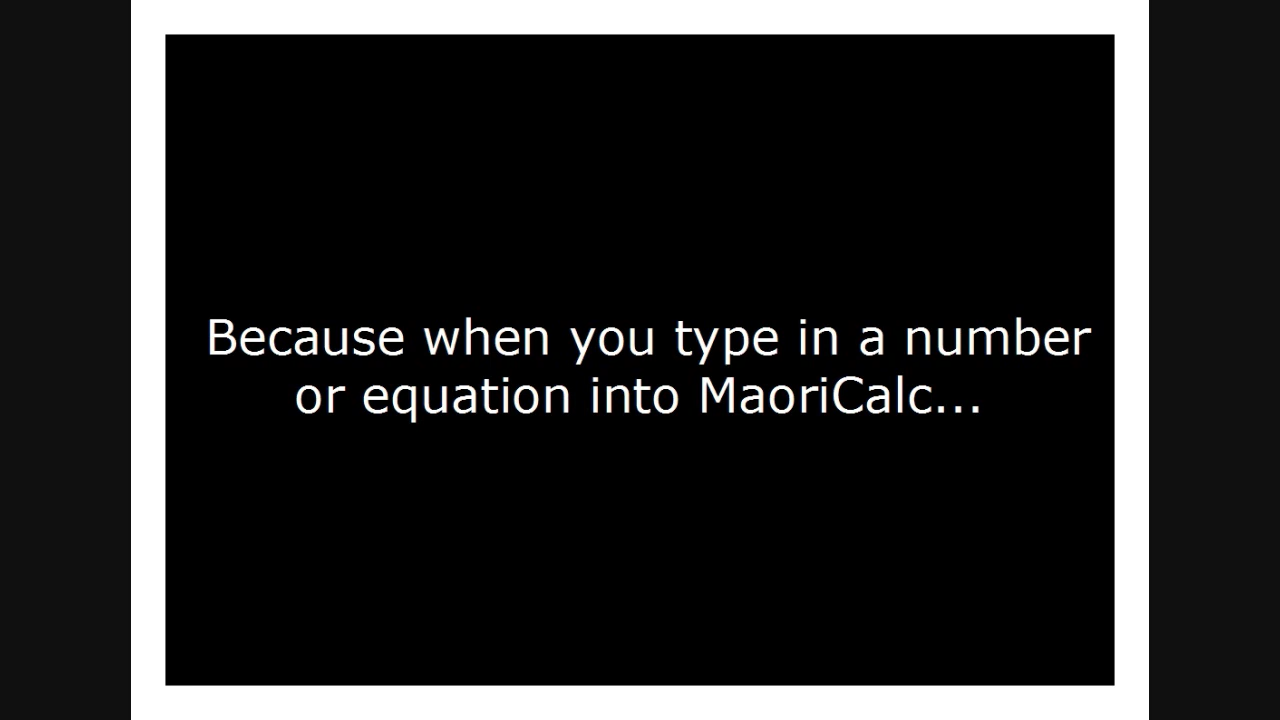 Because when you type in a number
or equation into MaoriCalc...